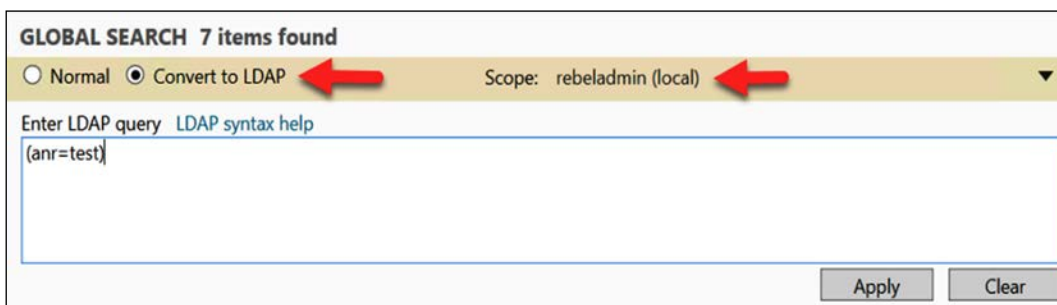 GLOBAL SEARCH 7 items found
Normal Convert to LDAP Scope: rebeladmin (local)
Enter LDAP query LDAP syntax help
(anr=test)
Apply Clear